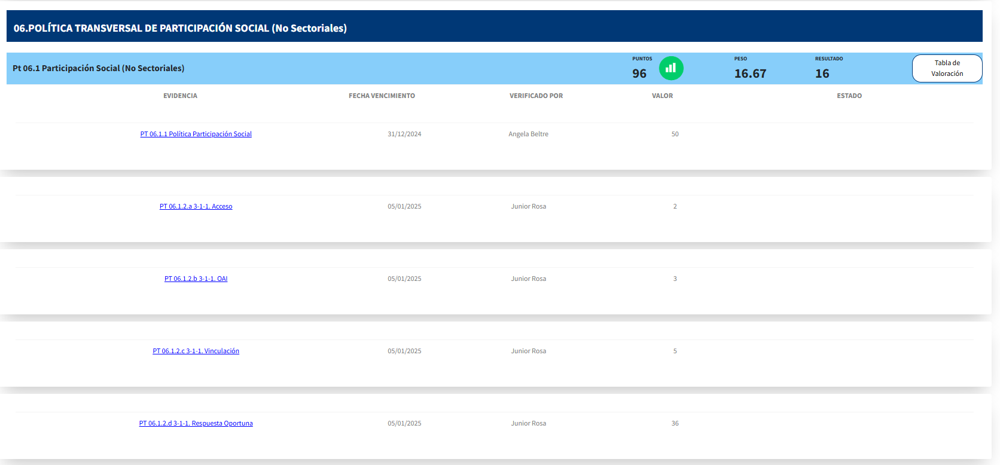 06.POLÍTICA TRANSVERSAL DE PARTICIPACIÓN SOCIAL (No Sectoriales)
Pt 06.1 Participación Social (No Sectoriales)
PUNTOS
96
PESO
16.67
RESULTADO
16
Tabla de
Valoración
EVIDENCIA FECHA VENCIMIENTO VERIFICADO POR VALOR ESTADO
PT 06.1.1 Política Participación Social 31/12/2024 Angela Beltre 50
PT 06.1.2.a 3-1-1. Acceso 05/01/2025 Junior Rosa 2
PT 06.1.2.b 3-1-1. OAI 05/01/2025 Junior Rosa 3
PT 06.1.2.c 3-1-1. Vinculación 05/01/2025 Junior Rosa 5
PT 06.1.2.d 3-1-1. Respuesta Oportuna 05/01/2025 Junior Rosa 36